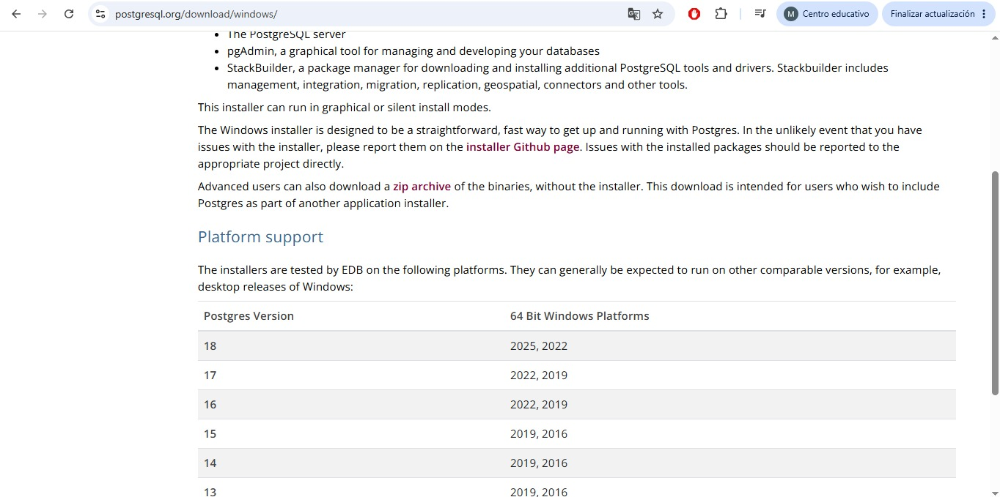 postgresql.org/download/windows/
M Centro educativo
Finalizar actualización
• The PostgreSQL server
• pgAdmin, a graphical tool for managing and developing your databases
• StackBuilder, a package manager for downloading and installing additional PostgreSQL tools and drivers. Stackbuilder includes
management, integration, migration, replication, geospatial, connectors and other tools.
This installer can run in graphical or silent install modes.
The Windows installer is designed to be a straightforward, fast way to get up and running with Postgres. In the unlikely event that you have
issues with the installer, please report them on the installer Github page. Issues with the installed packages should be reported to the
appropriate project directly.
Advanced users can also download a zip archive of the binaries, without the installer. This download is intended for users who wish to include
Postgres as part of another application installer.
Platform support
The installers are tested by EDB on the following platforms. They can generally be expected to run on other comparable versions, for example,
desktop releases of Windows:
Postgres Version 64 Bit Windows Platforms
18 2025, 2022
17 2022, 2019
16 2022, 2019
15 2019, 2016
14 2019, 2016
13 2019, 2016